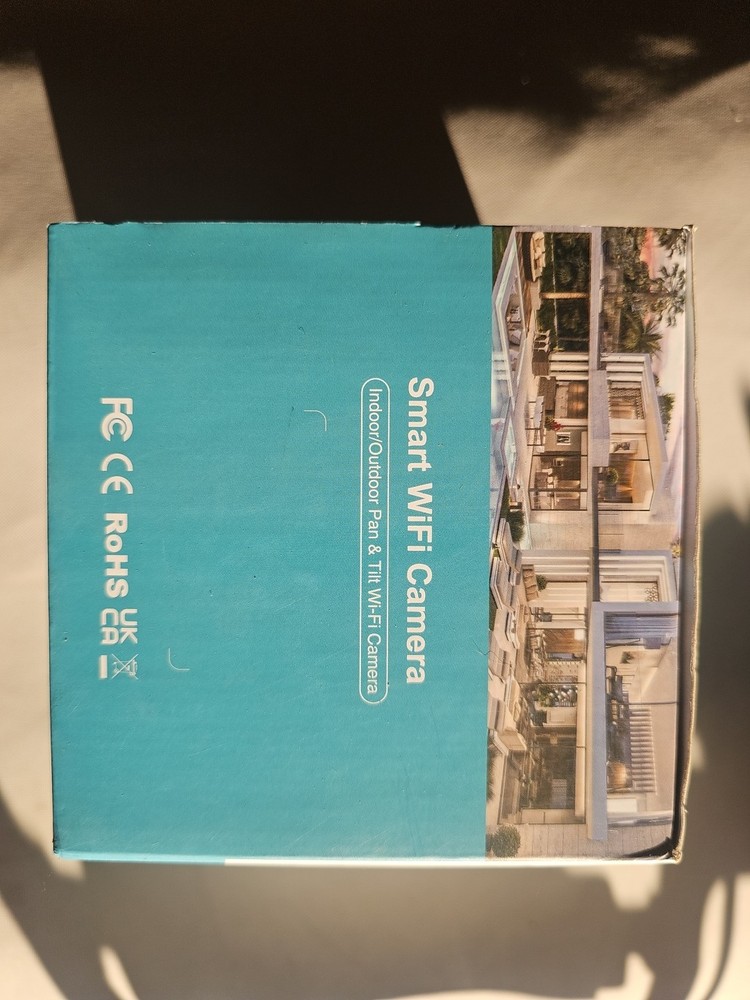 Smart WiFi Camera
Indoor/Outdoor Pan & Tilt Wi-Fi Camera
FC CE RoHS UK CA